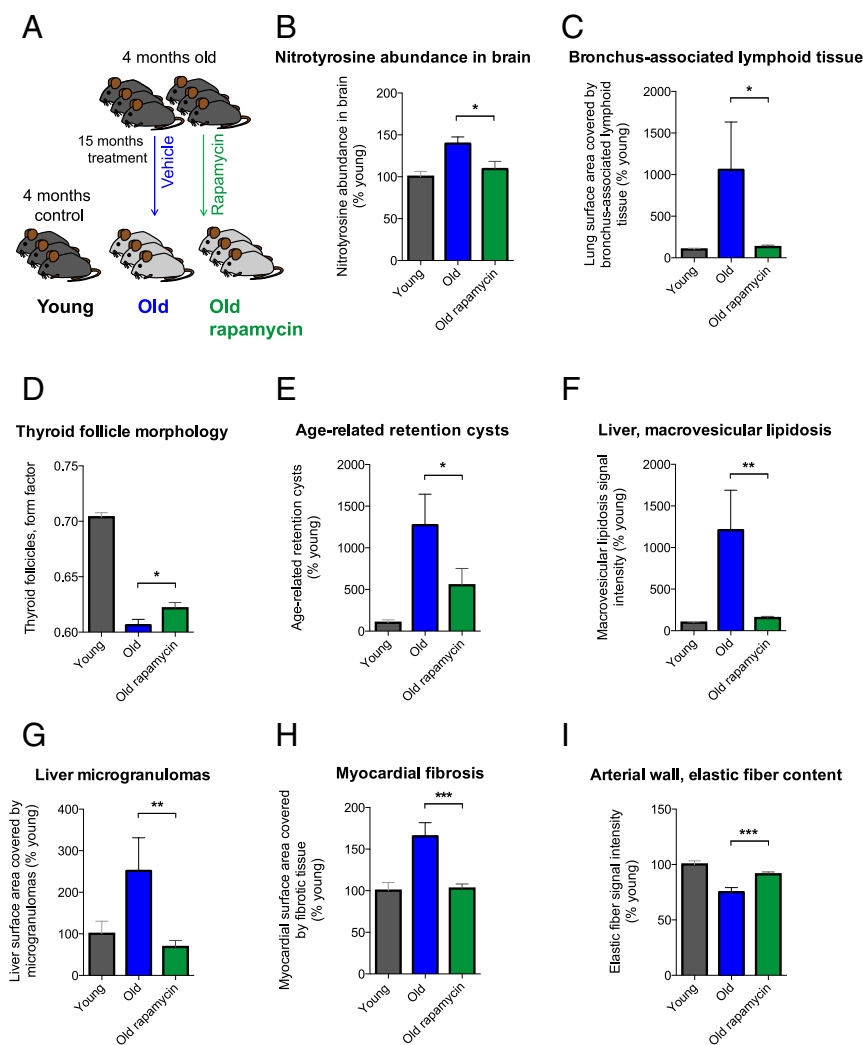 A
4 months old
15 months
treatment
Vehicle
Rapamycin
4 months
control
Young
Old
Old
rapamycin
B
Nitrotyrosine abundance in brain
Nitrotyrosine abundance in brain
(% young)
200
150
100
50
0
*
Young
Old
Old rapamycin
C
Bronchus-associated lymphoid tissue
Lung surface area covered by
bronchus-associated lymphoid
tissue (% young)
2000
1500
1000
500
0
*
Young
Old
Old rapamycin
D
Thyroid follicle morphology
Thyroid follicicles, form factor
0.75
0.70
0.65
0.60
*
Young
Old
Old rapamycin
E
Age-related retention cysts
Age-related retention cysts
(% young)
2000
1500
1000
500
0
*
Young
Old
Old rapamycin
F
Liver, macrovesicular lipidosis
Macrovesicular lipidosis signal
intensity (% young)
2000
1500
1000
500
0
**
Young
Old
Old rapamycin
G
Liver microgranulomas
Liver surface area covered by
microgranulomas (% young)
400
300
200
100
0
**
Young
Old
Old rapamycin
H
Myocardial fibrosis
Myocardial surface area covered
by fibrotic tissue
(% young)
200
150
100
50
0
***
Young
Old
Old rapamycin
I
Arterial wall, elastic fiber content
Elastic fiber signal intensity
(% young)
150
100
50
0
***
Young
Old
Old rapamycin